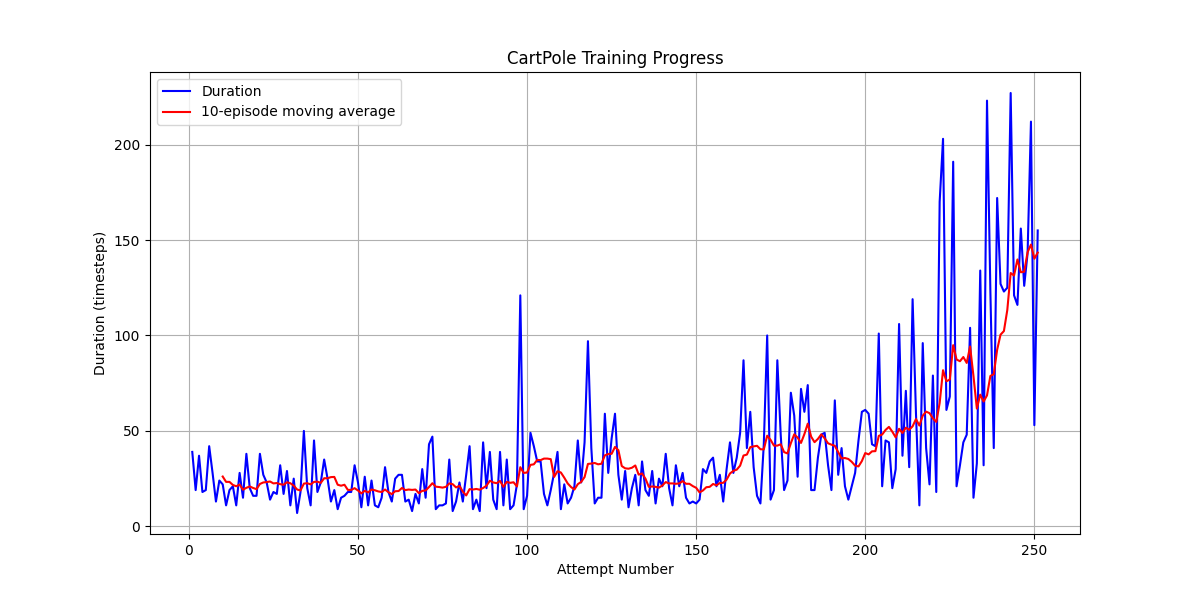 CartPole Training Progress
Duration
10-episode moving average
Duration (timesteps)
200
150
100
50
0
0 50 100 150 200 250
Attempt Number